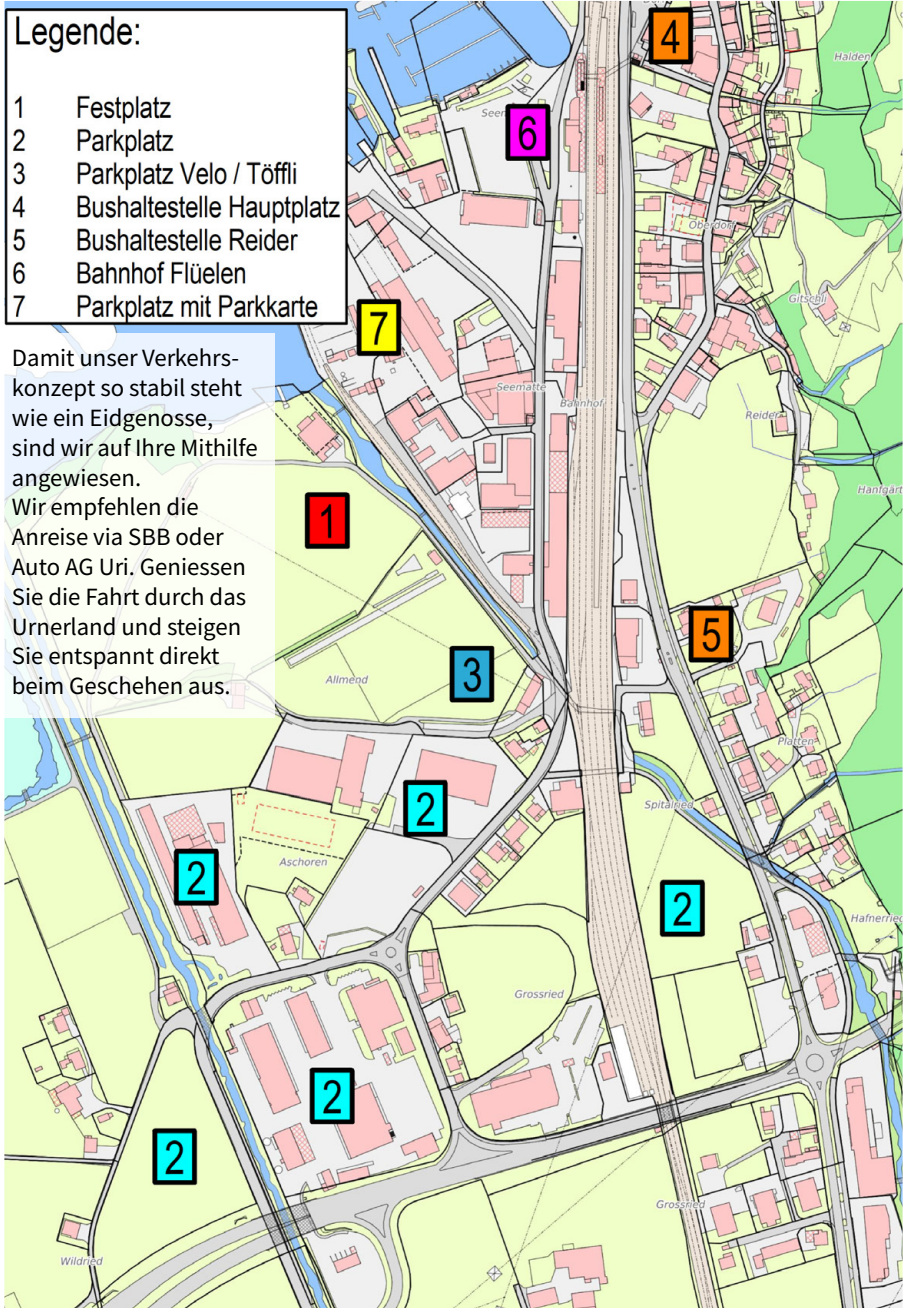 Legende:
1 Festplatz
2 Parkplatz
3 Parkplatz Velo / Töffli
4 Bushaltestelle Hauptplatz
5 Bushaltestelle Reider
6 Bahnhof Flüelen
7 Parkplatz mit Parkkarte
Damit unser Verkehrs-
konzept so stabil steht
wie ein Eidgenosse,
sind wir auf Ihre Mithilfe
angewiesen.
Wir empfehlen die
Anreise via SBB oder
Auto AG Uri. Geniessen
Sie die Fahrt durch das
Urnerland und steigen
Sie entspannt direkt
beim Geschehen aus.
4
Halden
6
Oberdorf
Gitschli
7
Seematte
Bahnhof
Reider
1
5
3
Allmend
Platten
Spitalried
2
2
Aschoren
2
Hafnerried
Grossried
2
2
Grossried
Wildried